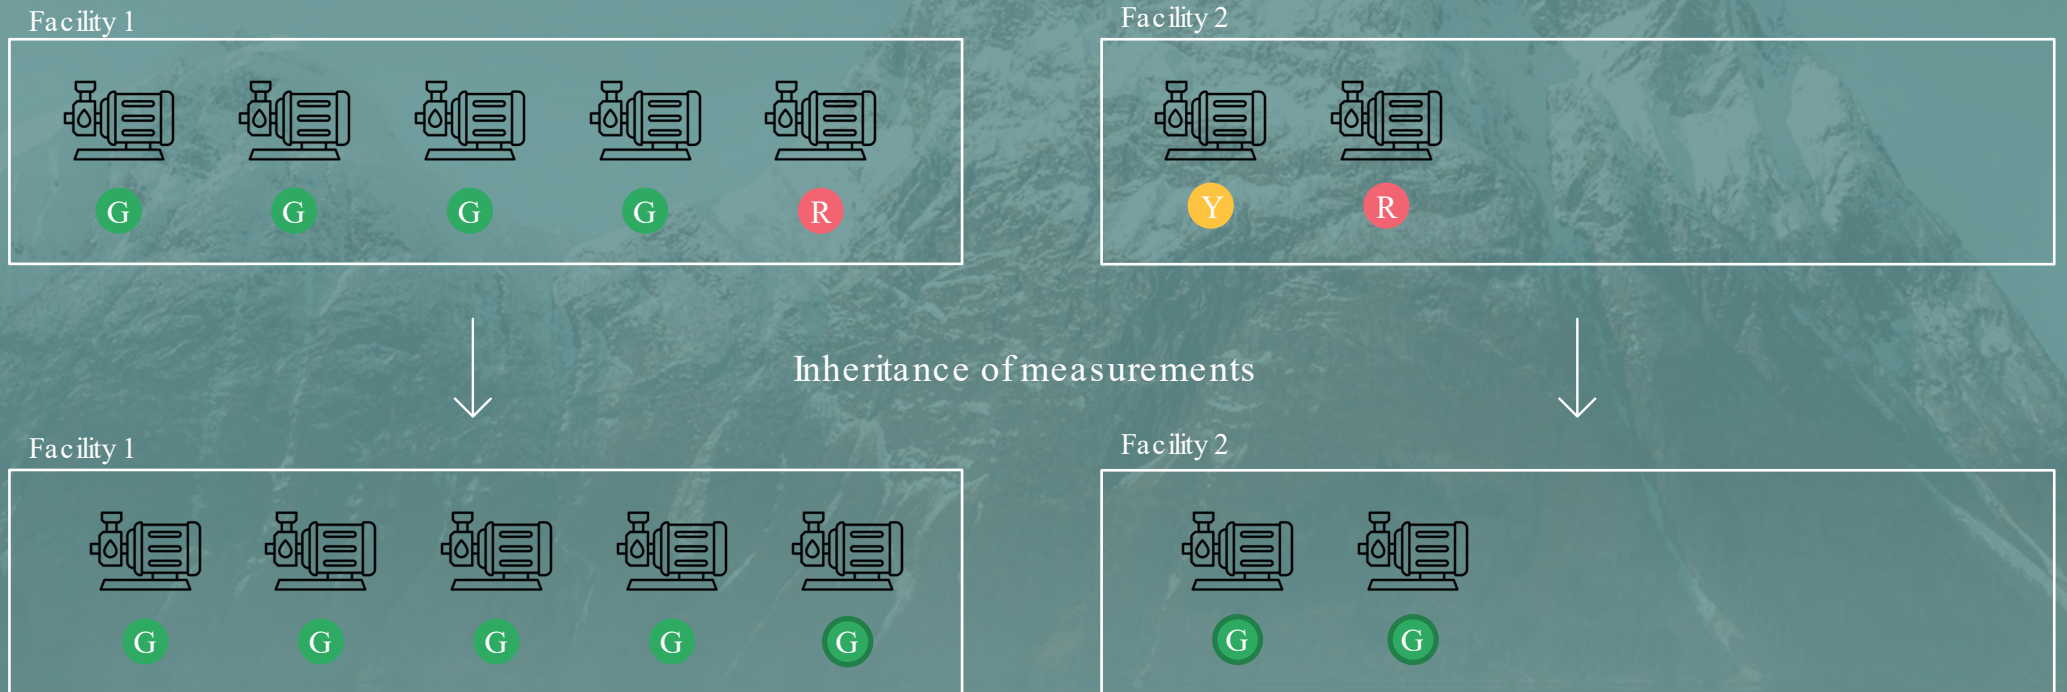 Facility 1
Facility 2
G G G G R
Y R
Inheritance of measurements
Facility 1
Facility 2
G G G G G
G G